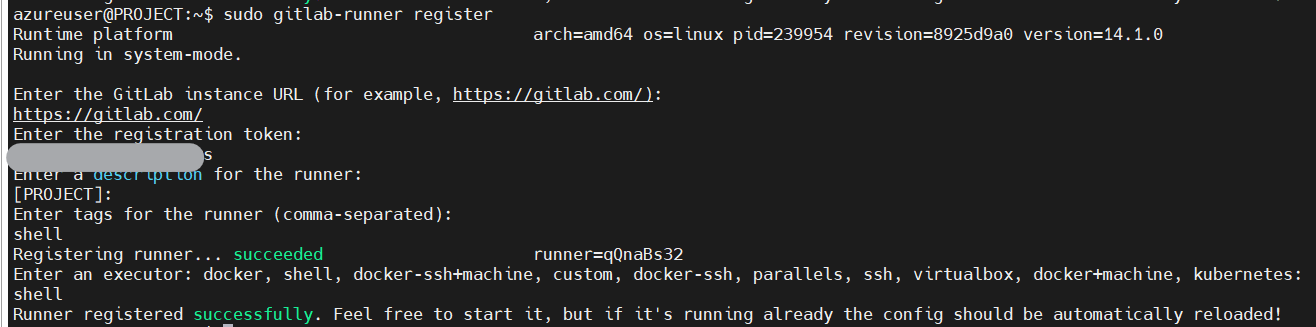 azureuser@PROJECT:~$ sudo gitlab-runner register
Runtime platform                                    arch=amd64 os=linux pid=239954 revision=8925d9a0 version=14.1.0
Running in system-mode.
Enter the GitLab instance URL (for example, https://gitlab.com/):
https://gitlab.com/
Enter the registration token:
s
Enter a description for the runner:
[PROJECT]:
Enter tags for the runner (comma-separated):
shell
Registering runner... succeeded                     runner=qQnaBs32
Enter an executor: docker, shell, docker-ssh+machine, custom, docker-ssh, parallels, ssh, virtualbox, docker+machine, kubernetes:
shell
Runner registered successfully. Feel free to start it, but if it's running already the config should be automatically reloaded!